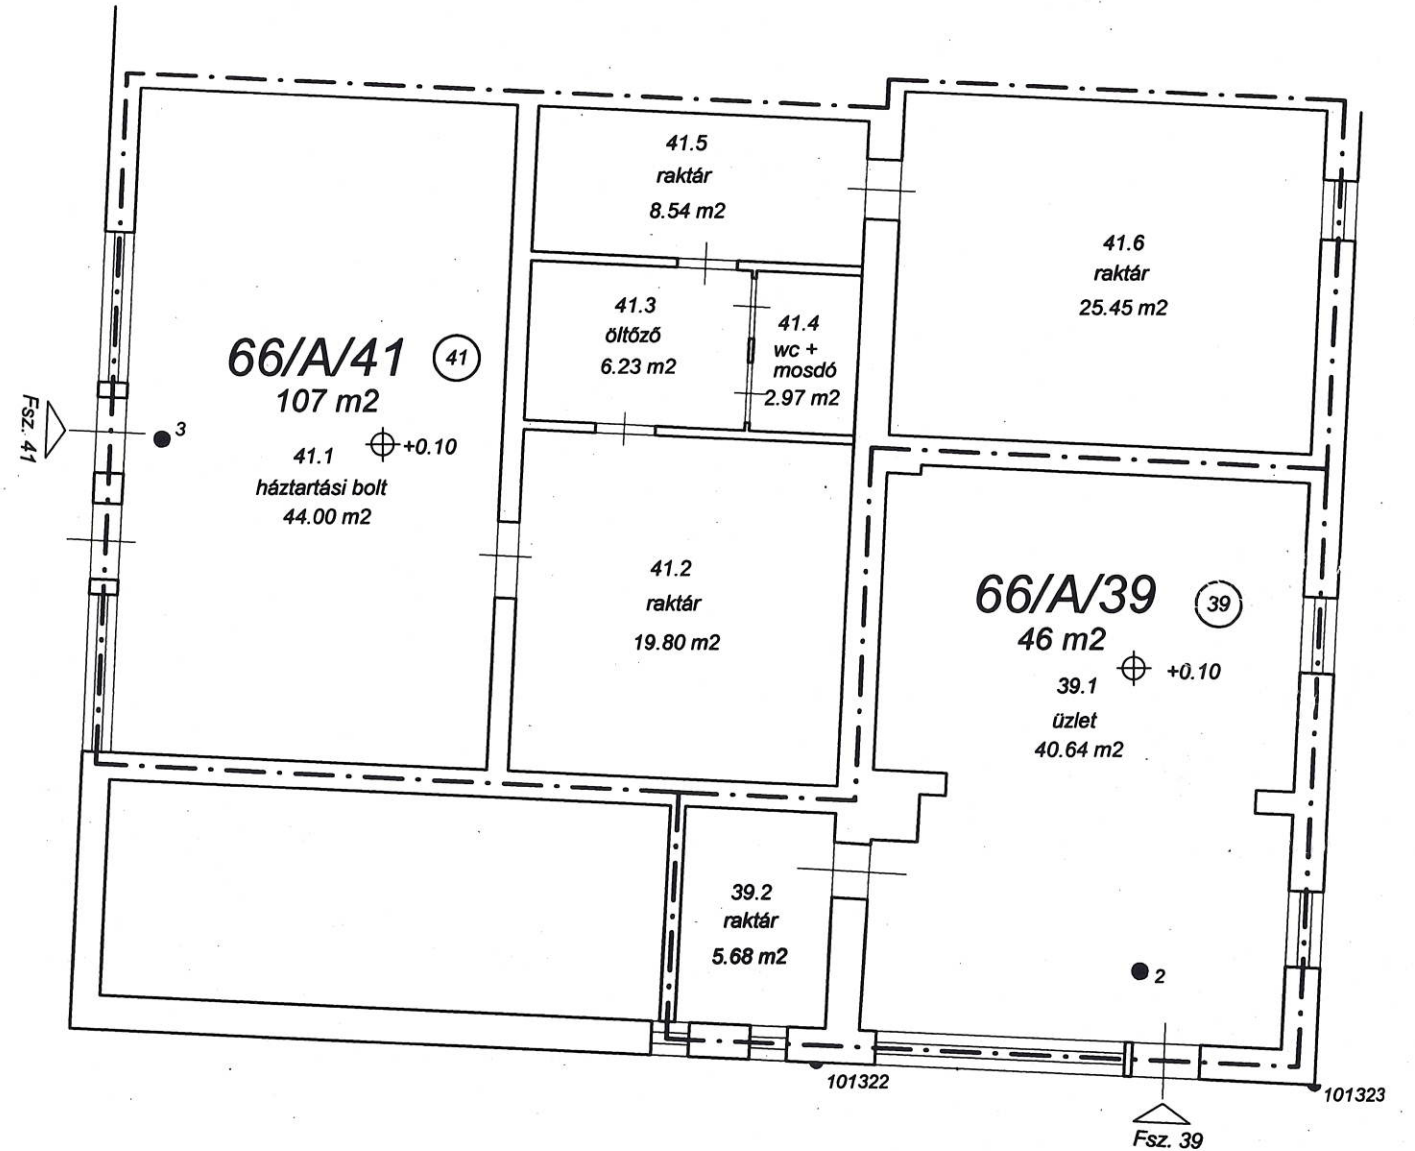 41.5
raktár
8.54 m2
41.6
raktár
25.45 m2
41.3
öltőző
6.23 m2
41.4
wc +
mosdó
2.97 m2
66/A/41 41
107 m2
+0.10
41.1
háztartási bolt
44.00 m2
Fsz. 41
3
41.2
raktár
19.80 m2
66/A/39 39
46 m2
+0.10
39.1
üzlet
40.64 m2
39.2
raktár
5.68 m2
2
101322
101323
Fsz. 39